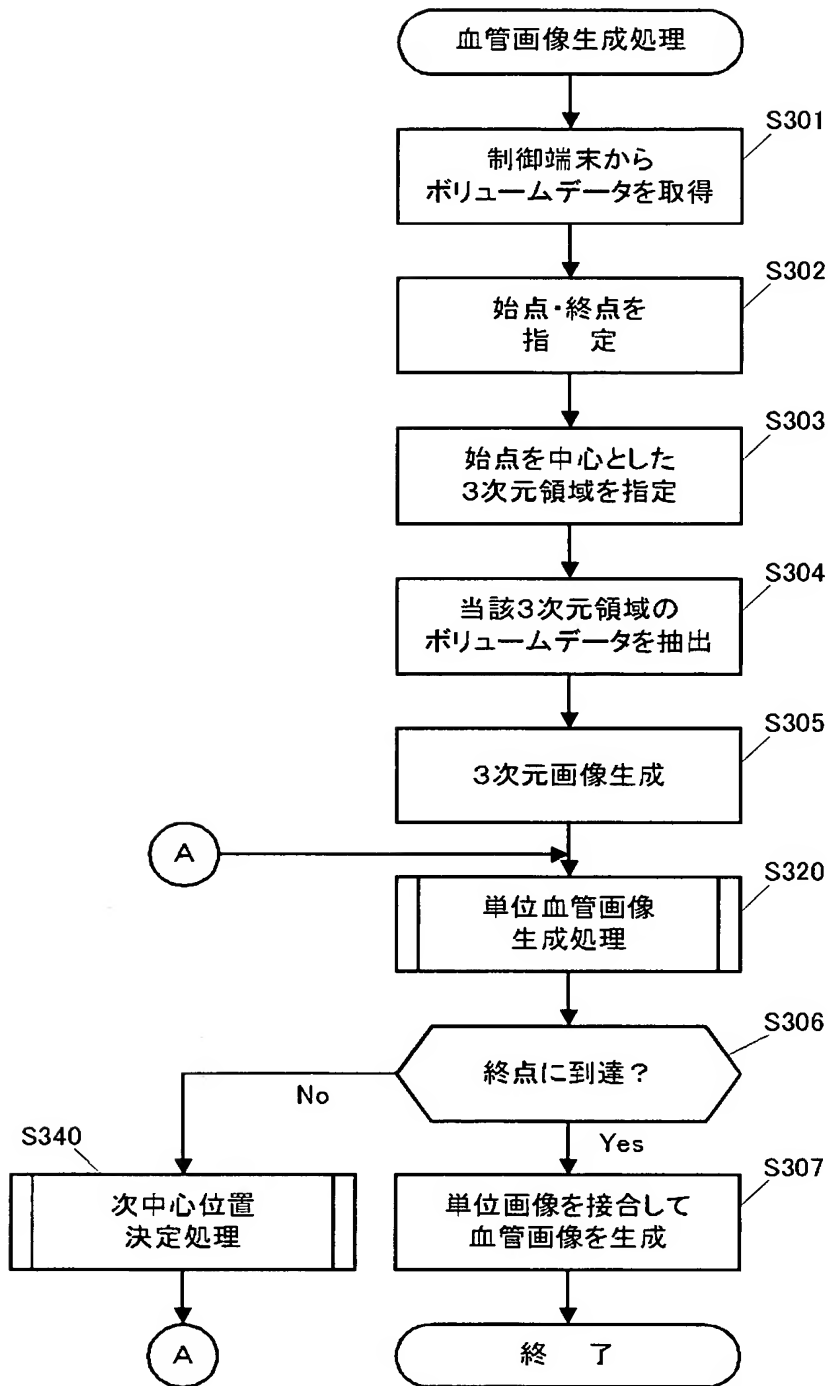 血管画像生成処理
S301
制御端末から
ボリュームデータを取得
S302
始点・終点を
指 定
S303
始点を中心とした
3次元領域を指定
S304
当該3次元領域の
ボリュームデータを抽出
S305
3次元画像生成
A
S320
単位血管画像
生成処理
S306
終点に到達?
No
Yes
S340
次中心位置
決定処理
S307
単位画像を接合して
血管画像を生成
A
終 了